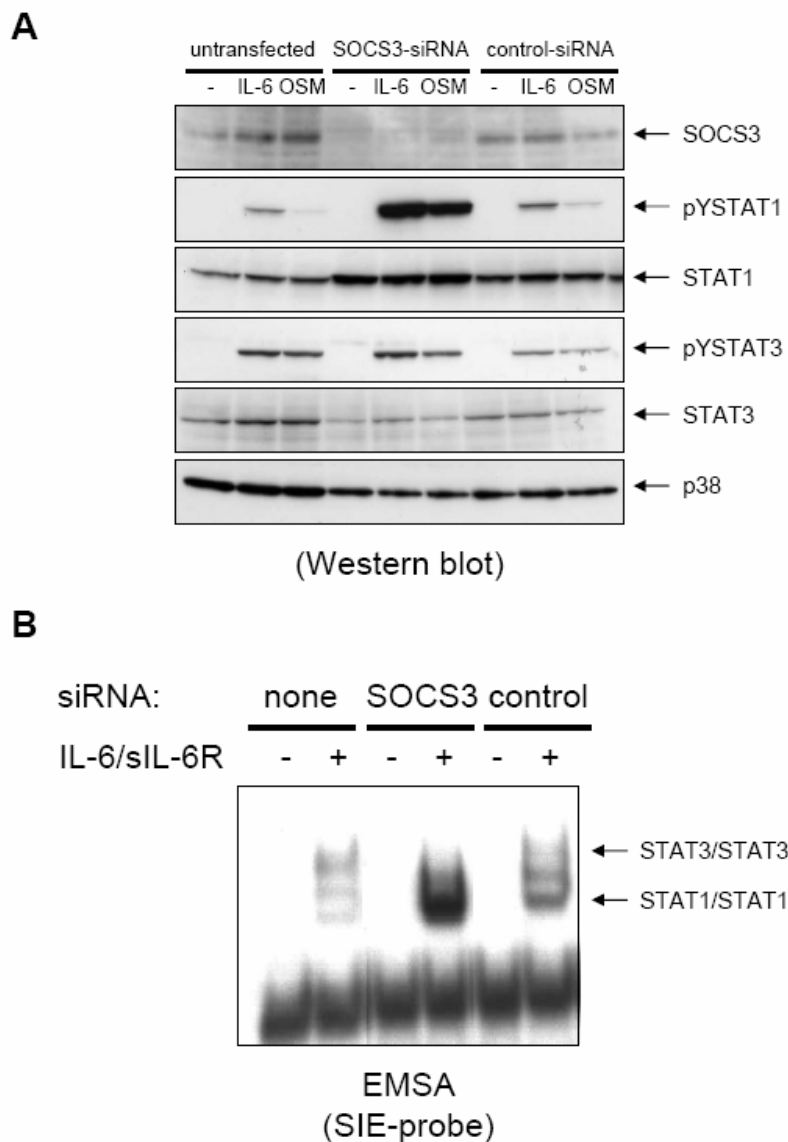 A
untransfected SOCS3-siRNA control-siRNA
- IL-6 OSM - IL-6 OSM - IL-6 OSM
SOCS3
pYSTAT1
STAT1
pYSTAT3
STAT3
p38
(Western blot)
B
siRNA: none SOCS3 control
IL-6/sIL-6R - + - + - +
STAT3/STAT3
STAT1/STAT1
EMSA
(SIE-probe)